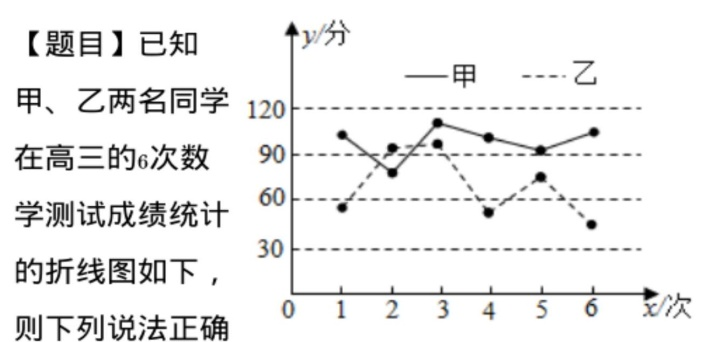 【题目】已知
甲、乙两名同学
在高三的6次数
学测试成绩统计
的折线图如下，
则下列说法正确
y/分
甲 乙
120
90
60
30
0 1 2 3 4 5 6 x/次